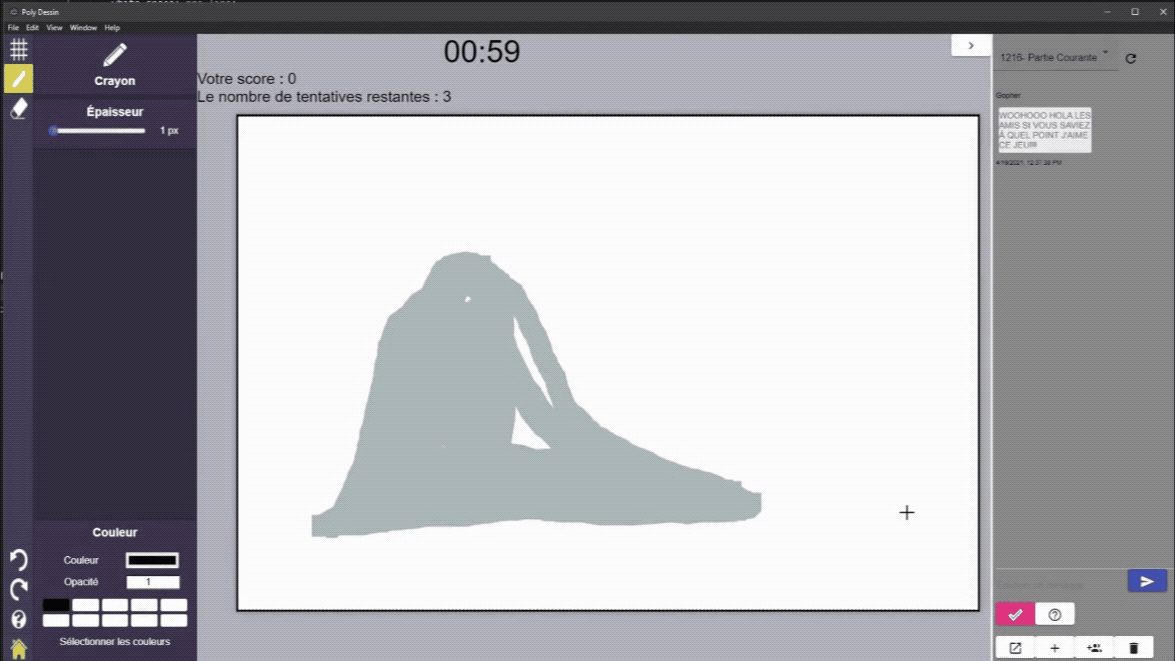 Poly Dessin
File Edit View Window Help
Crayon
Épaisseur
1 px
00:59
Votre score : 0
Le nombre de tentatives restantes : 3
1216- Partie Courante
Gopher
WOOHOOO HOLA LES
AMIS SI VOUS SAVIEZ
À QUEL POINT J'AIME
CE JEU!!!!
4/19/2021, 12:37:38 PM
Couleur
Couleur
Opacité 1
Sélectionner les couleurs